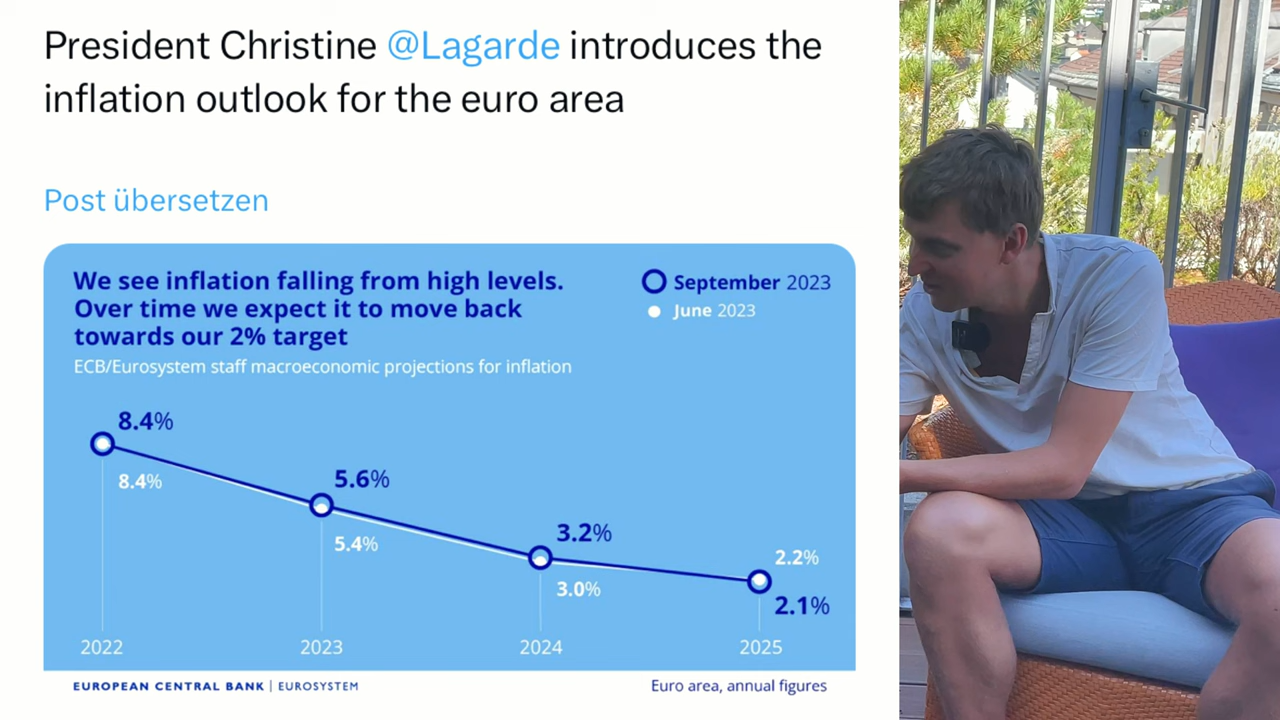 President Christine @Lagarde introduces the
inflation outlook for the euro area
Post übersetzen
We see inflation falling from high levels.
Over time we expect it to move back
towards our 2% target
ECB/Eurosystem staff macroeconomic projections for inflation
September 2023
June 2023
8.4%
8.4%
5.6%
5.4%
3.2%
3.0%
2.2%
2.1%
2022
2023
2024
2025
EUROPEAN CENTRAL BANK | EUROSYSTEM
Euro area, annual figures